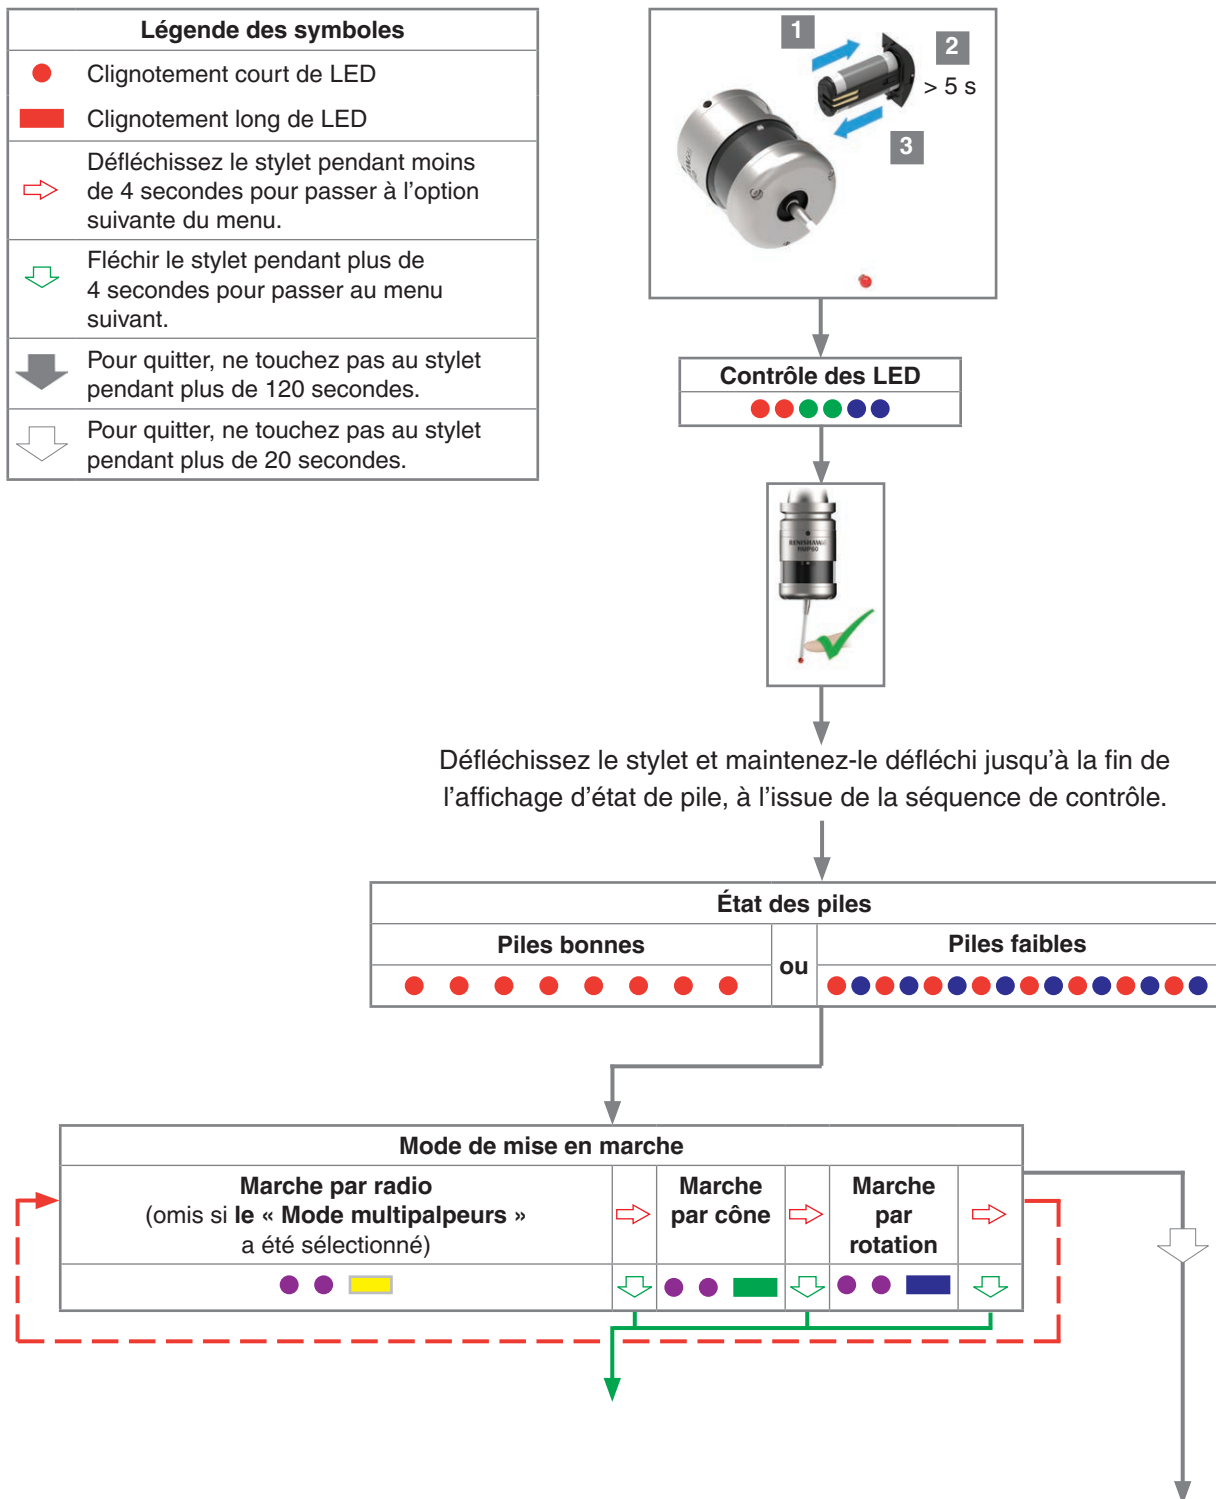 Légende des symboles
Clignotement court de LED
Clignotement long de LED
Défléchissez le stylet pendant moins
de 4 secondes pour passer à l'option
suivante du menu.
Fléchir le stylet pendant plus de
4 secondes pour passer au menu
suivant.
Pour quitter, ne touchez pas au stylet
pendant plus de 120 secondes.
Pour quitter, ne touchez pas au stylet
pendant plus de 20 secondes.
1
2
> 5 s
3
Contrôle des LED
RENISHAW
RMP60
Défléchissez le stylet et maintenez-le défléchi jusqu'à la fin de
l'affichage d'état de pile, à l'issue de la séquence de contrôle.
État des piles
Piles bonnes
ou
Piles faibles
Mode de mise en marche
Marche par radio
(omis si le « Mode multipalpeurs »
a été sélectionné)
Marche
par cône
Marche
par
rotation